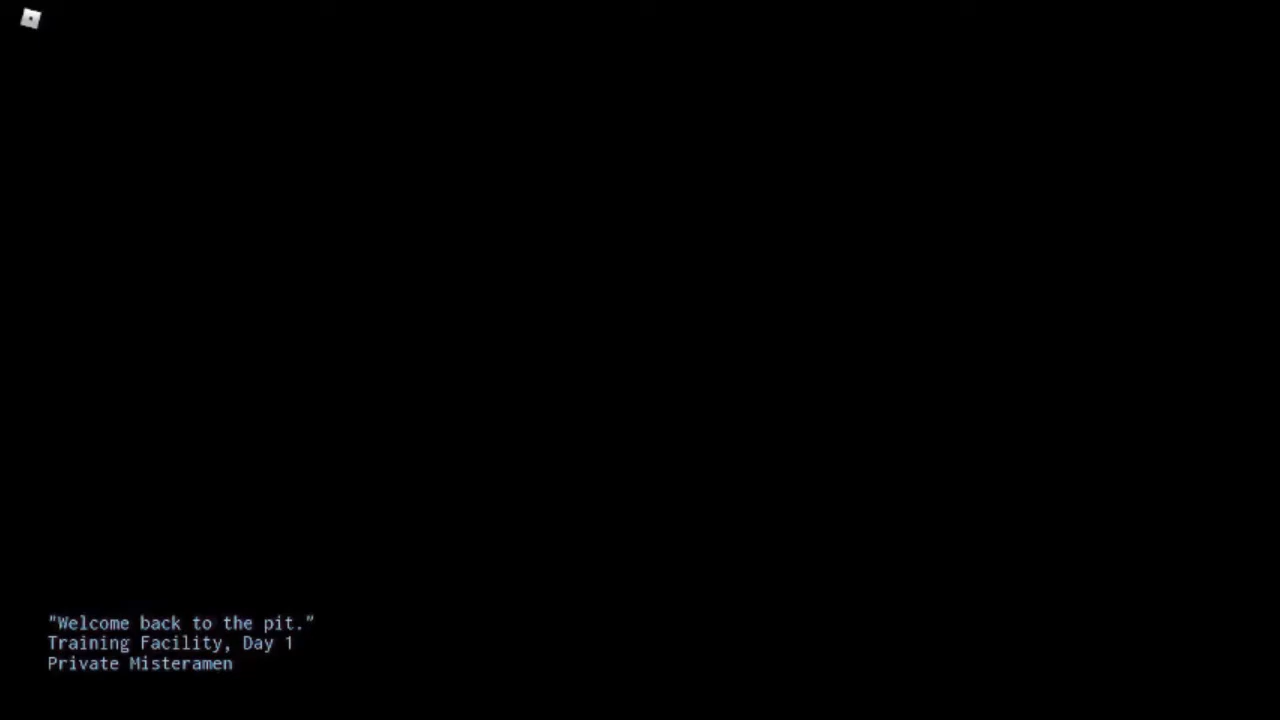 "Welcome back to the pit."
Training Facility, Day 1
Private Misteramen